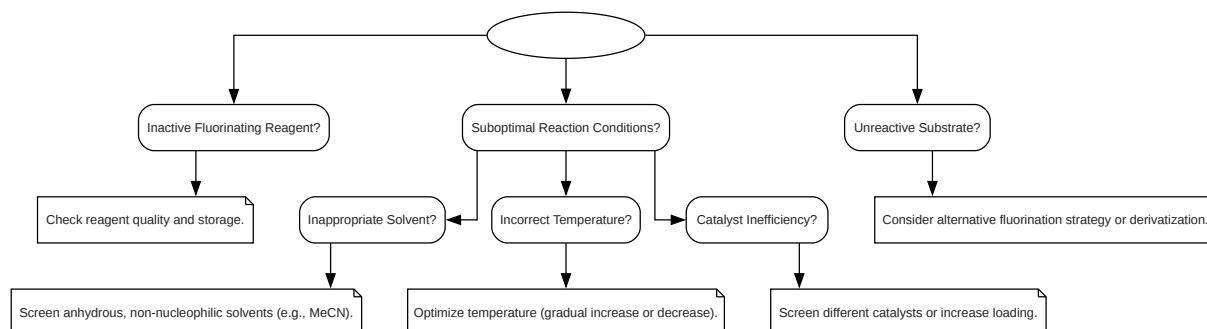 Inactive Fluorinating Reagent?
Suboptimal Reaction Conditions?
Unreactive Substrate?
Check reagent quality and storage.
Inappropriate Solvent?
Incorrect Temperature?
Catalyst Inefficiency?
Consider alternative fluorination strategy or derivatization.
Screen anhydrous, non-nucleophilic solvents (e.g., MeCN).
Optimize temperature (gradual increase or decrease).
Screen different catalysts or increase loading.